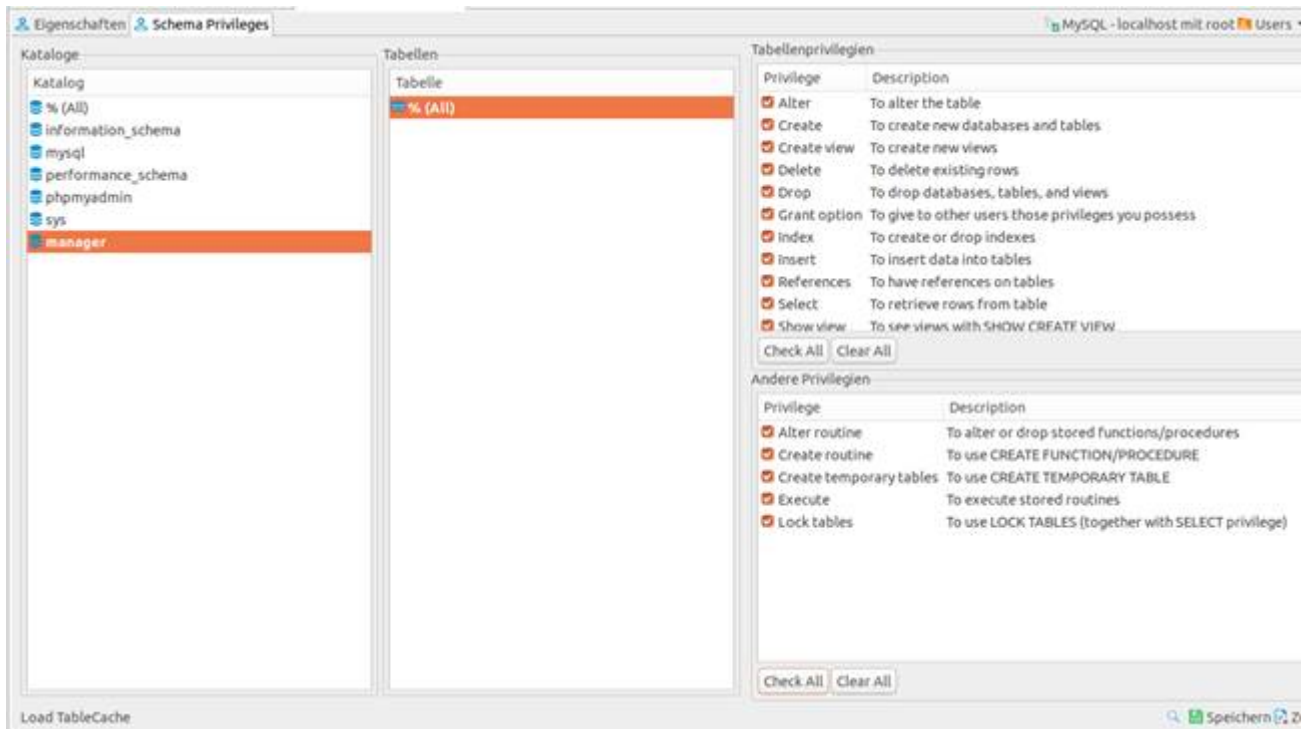 Eigenschaften Schema Privileges MySQL - localhost mit root Users
Kataloge
Katalog
% (All)
information_schema
mysql
performance_schema
phpmyadmin
sys
manager
Tabellen
Tabelle
% (All)
Tabellenprivilegien
Privilege Description
Alter To alter the table
Create To create new databases and tables
Create view To create new views
Delete To delete existing rows
Drop To drop databases, tables, and views
Grant option To give to other users those privileges you possess
Index To create or drop indexes
Insert To insert data into tables
References To have references on tables
Select To retrieve rows from table
Show view To see views with SHOW CREATE VIEW
Check All Clear All
Andere Privilegien
Privilege Description
Alter routine To alter or drop stored functions/procedures
Create routine To use CREATE FUNCTION/PROCEDURE
Create temporary tables To use CREATE TEMPORARY TABLE
Execute To execute stored routines
Lock tables To use LOCK TABLES (together with SELECT privilege)
Check All Clear All
Load TableCache Speichern